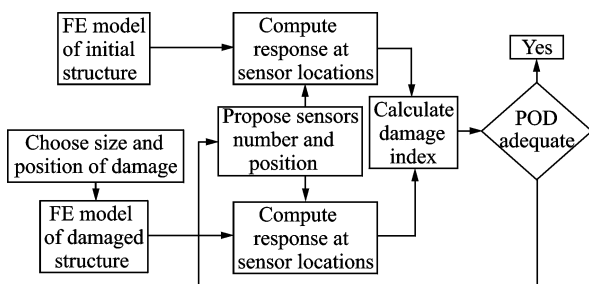 FE model
of initial
structure
Compute
response at
sensor locations
Yes
Propose sensors
number and
position
Calculate
damage
index
POD
adequate
Choose size and
position of damage
FE model
of damaged
structure
Compute
response at
sensor locations